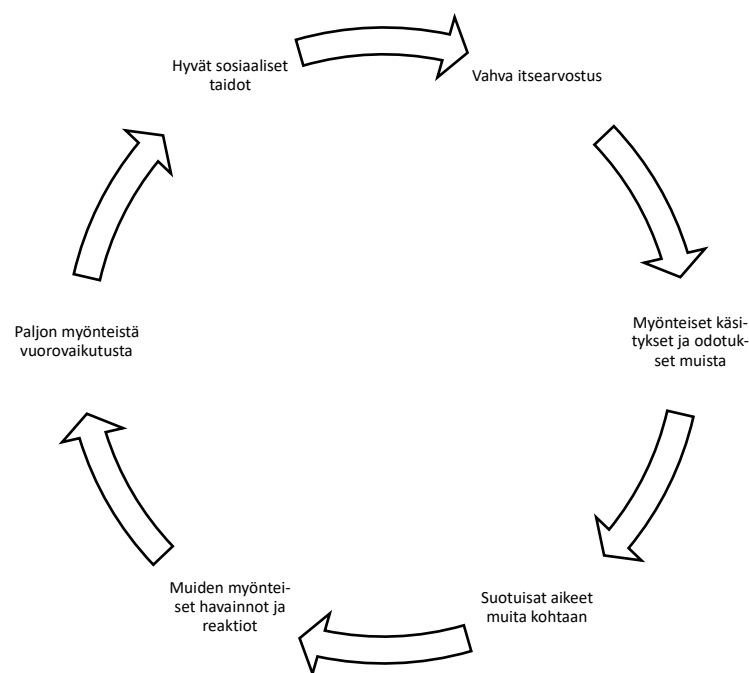 Hyvät sosiaaliset
taidot
Vahva itsearvostus
Myönteiset käsi-
tykset ja odotuk-
set muista
Suotuisat aikeet
muita kohtaan
Muiden myöntei-
set havainnot ja
reaktiot
Paljon myönteistä
vuorovaikutusta